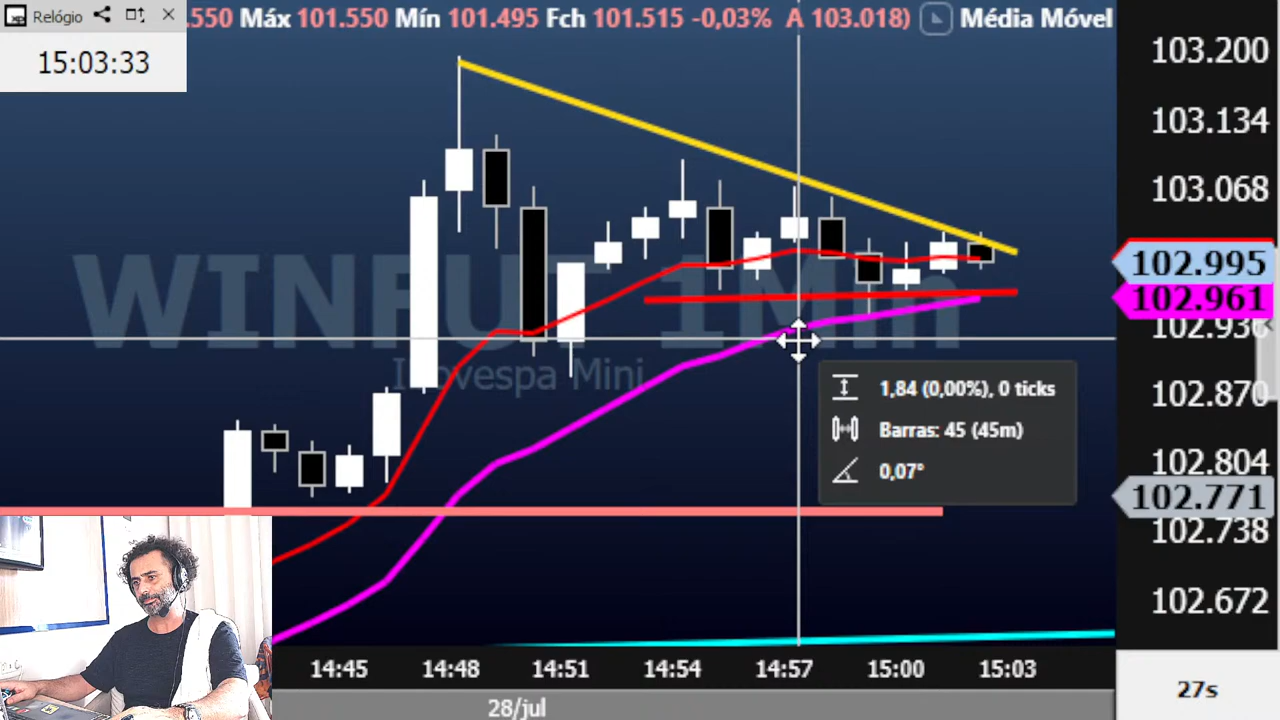 Relógio
.550 Máx 101.550 Mín 101.495 Fch 101.515 -0,03% A 103.018) Média Móvel
15:03:33
103.200
103.134
103.068
102.995
102.961
102.936
102.870
102.804
102.771
102.738
102.672
WINFUT 1Min
Ibovespa Mini
1,84 (0,00%), 0 ticks
Barras: 45 (45m)
0,07°
14:45 14:48 14:51 14:54 14:57 15:00 15:03
28/jul
27s